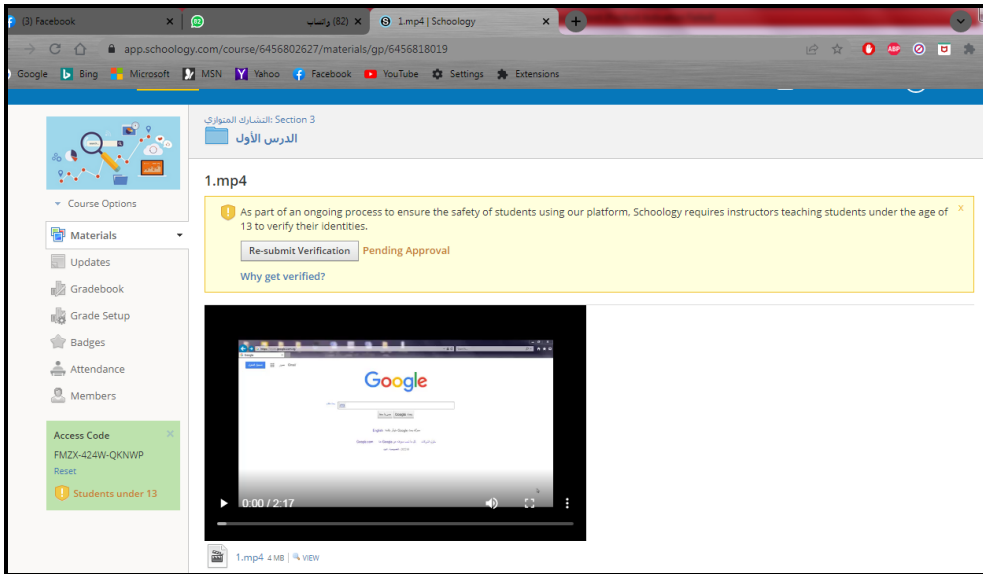 (3) Facebook
(82) واتساب
1.mp4 | Schoology
app.schoology.com/course/6456802627/materials/gp/6456818019
Google Bing Microsoft MSN Yahoo Facebook YouTube Settings Extensions
Section 3 :التشارك المتوازي
الدرس الأول
Course Options
Materials
Updates
Gradebook
Grade Setup
Badges
Attendance
Members
Access Code
FMZX-424W-QKNWP
Reset
Students under 13
1.mp4
As part of an ongoing process to ensure the safety of students using our platform, Schoology requires instructors teaching students under the age of
13 to verify their identities.
Re-submit Verification Pending Approval
Why get verified?
Google
0:00 / 2:17
1.mp4 4 MB | VIEW